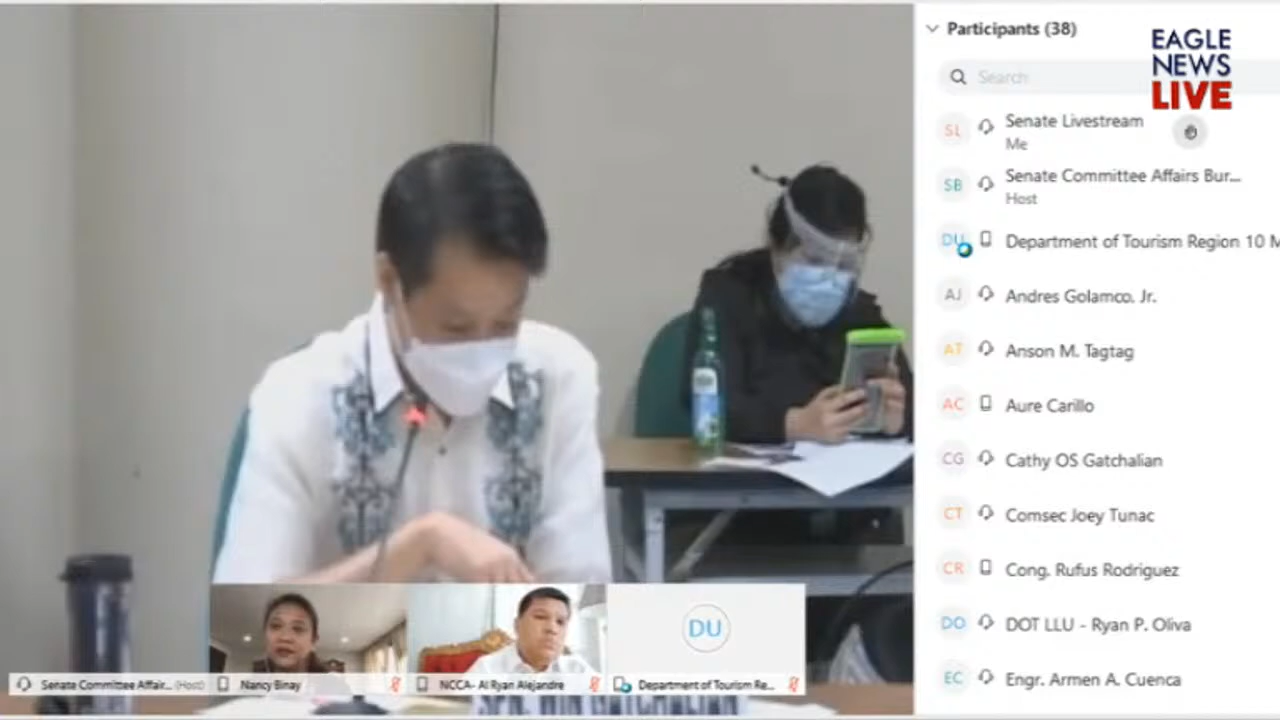 Participants (38)
EAGLE
NEWS
LIVE
Search
SL Senate Livestream
Me
SB Senate Committee Affairs Bur...
Host
DU Department of Tourism Region 10 M
AJ Andres Golamco. Jr.
AT Anson M. Tagtag
AC Aure Carillo
CG Cathy OS Gatchalian
CT Comsec Joey Tunac
CR Cong. Rufus Rodriguez
DO DOT LLU - Ryan P. Oliva
EC Engr. Armen A. Cuenca
DU
Senate Committee Affair... (Host)
Nancy Binay
NCCA- Al Ryan Alejandre
Department of Tourism Re...
SEN. WIN GATCHALIAN